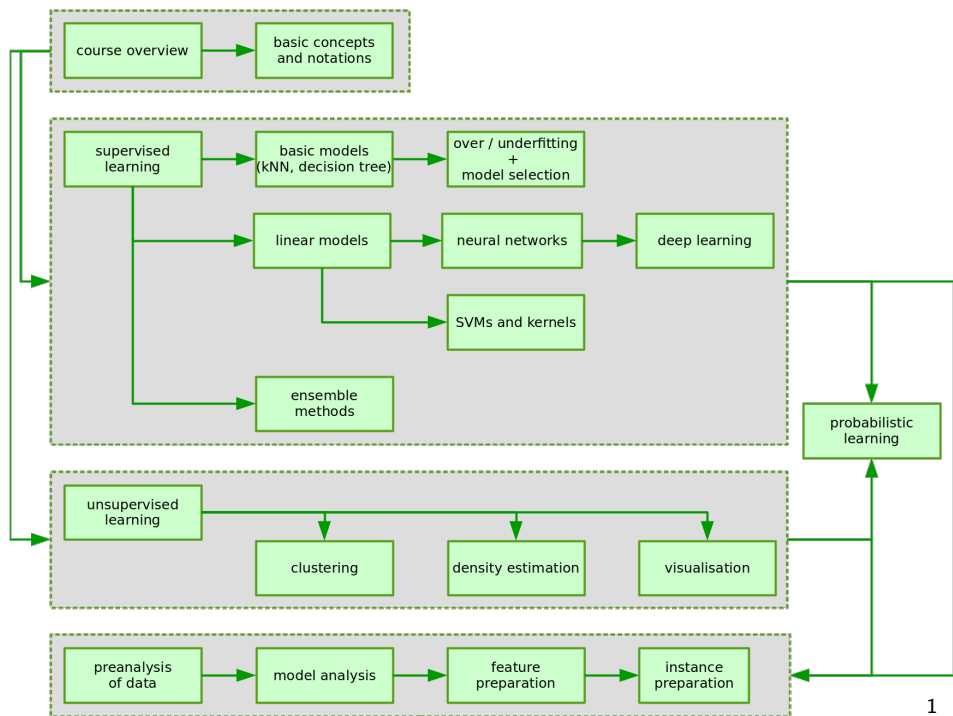 course overview
basic concepts
and notations
supervised
learning
basic models
(kNN, decision tree)
over / underfitting
+
model selection
linear models
neural networks
deep learning
SVMs and kernels
ensemble
methods
probabilistic
learning
unsupervised
learning
clustering
density estimation
visualisation
preanalysis
of data
model analysis
feature
preparation
instance
preparation
1